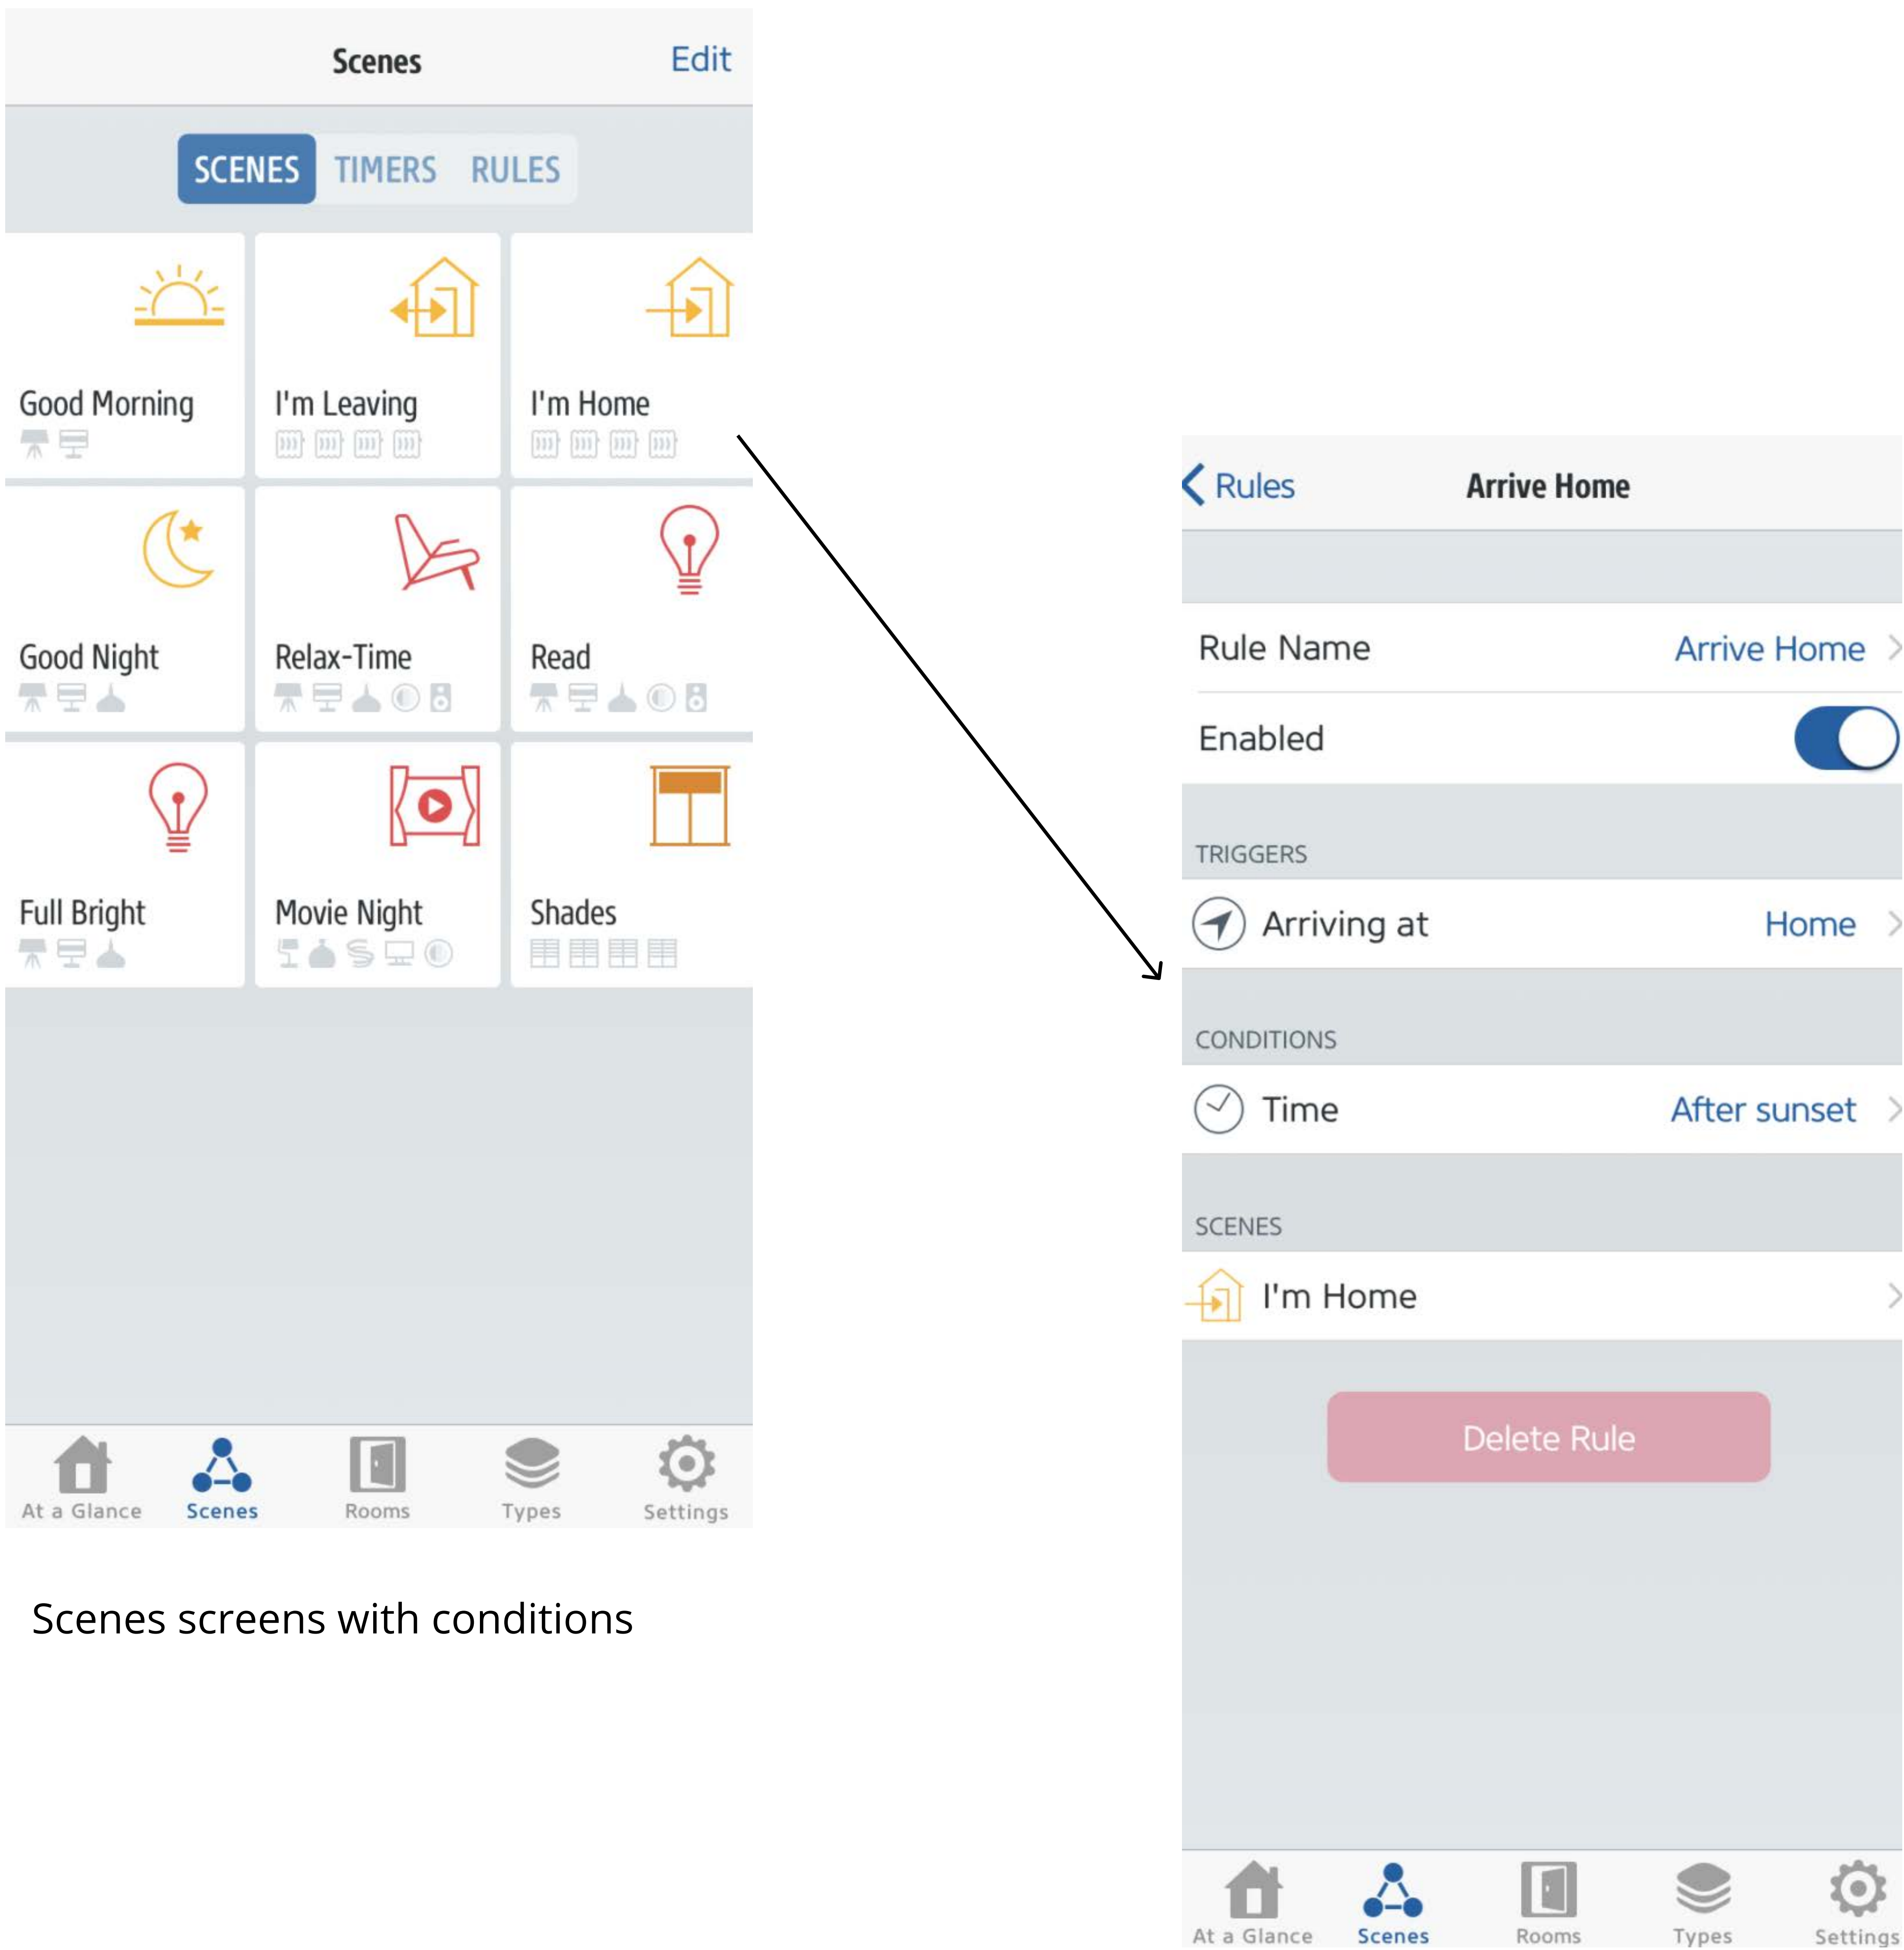 Scenes Edit
SCENES TIMERS RULES
Good Morning I'm Leaving I'm Home
Good Night Relax-Time Read
Full Bright Movie Night Shades
At a Glance Scenes Rooms Types Settings
Scenes screens with conditions
Rules Arrive Home
Rule Name Arrive Home
Enabled
TRIGGERS
Arriving at Home
CONDITIONS
Time After sunset
SCENES
I'm Home
Delete Rule
At a Glance Scenes Rooms Types Settings